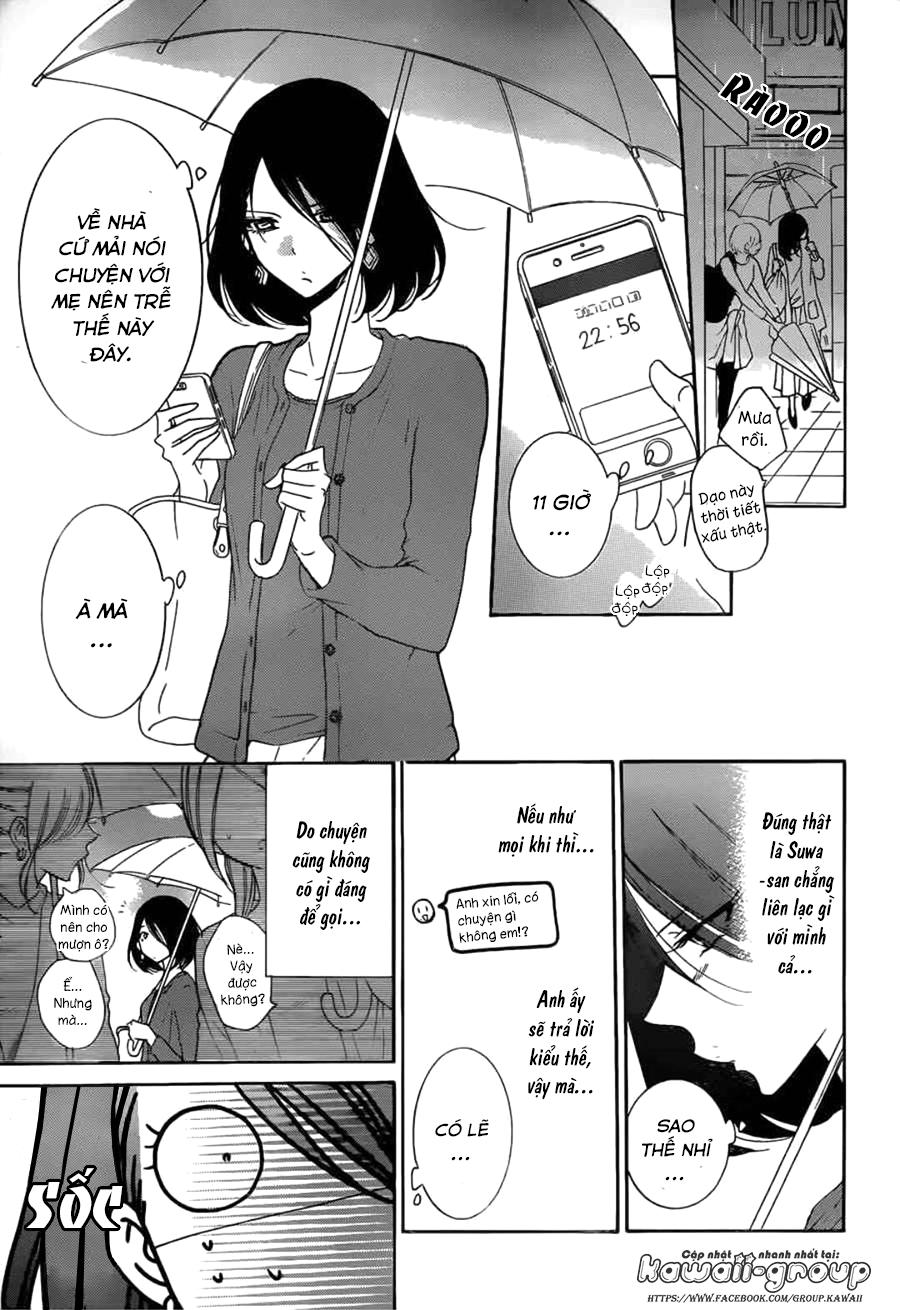 LUM
RÀOOO
Mưa
rồi.
Dạo này
thời tiết
xấu thật.
22:56
11 GIỜ
...
Lộp
độp
Lộp
độp
VỀ NHÀ
CỨ MẢI NÓI
CHUYỆN VỚI
MẸ NÊN TRỄ
THẾ NÀY
ĐÂY.
À MÀ
...
Đúng thật
là Suwa
-san chẳng
liên lạc gì
với mình
cả...
SAO
THẾ NHỈ
...
Nếu như
mọi khi thì...
Anh xin lỗi, có
chuyện gì
không em!?
Anh ấy
sẽ trả lời
kiểu thế,
vậy mà...
CÓ LẼ
...
Do chuyện
cũng không
có gì đáng
để gọi...
Nè...
Vậy
được
không?
Mình có
nên cho
mượn ô?
Ể...
Nhưng
mà...
SỐC
Cập nhật nhanh nhất tại:
kawaii-group
HTTPS://WWW.FACEBOOK.COM/GROUP.KAWAII